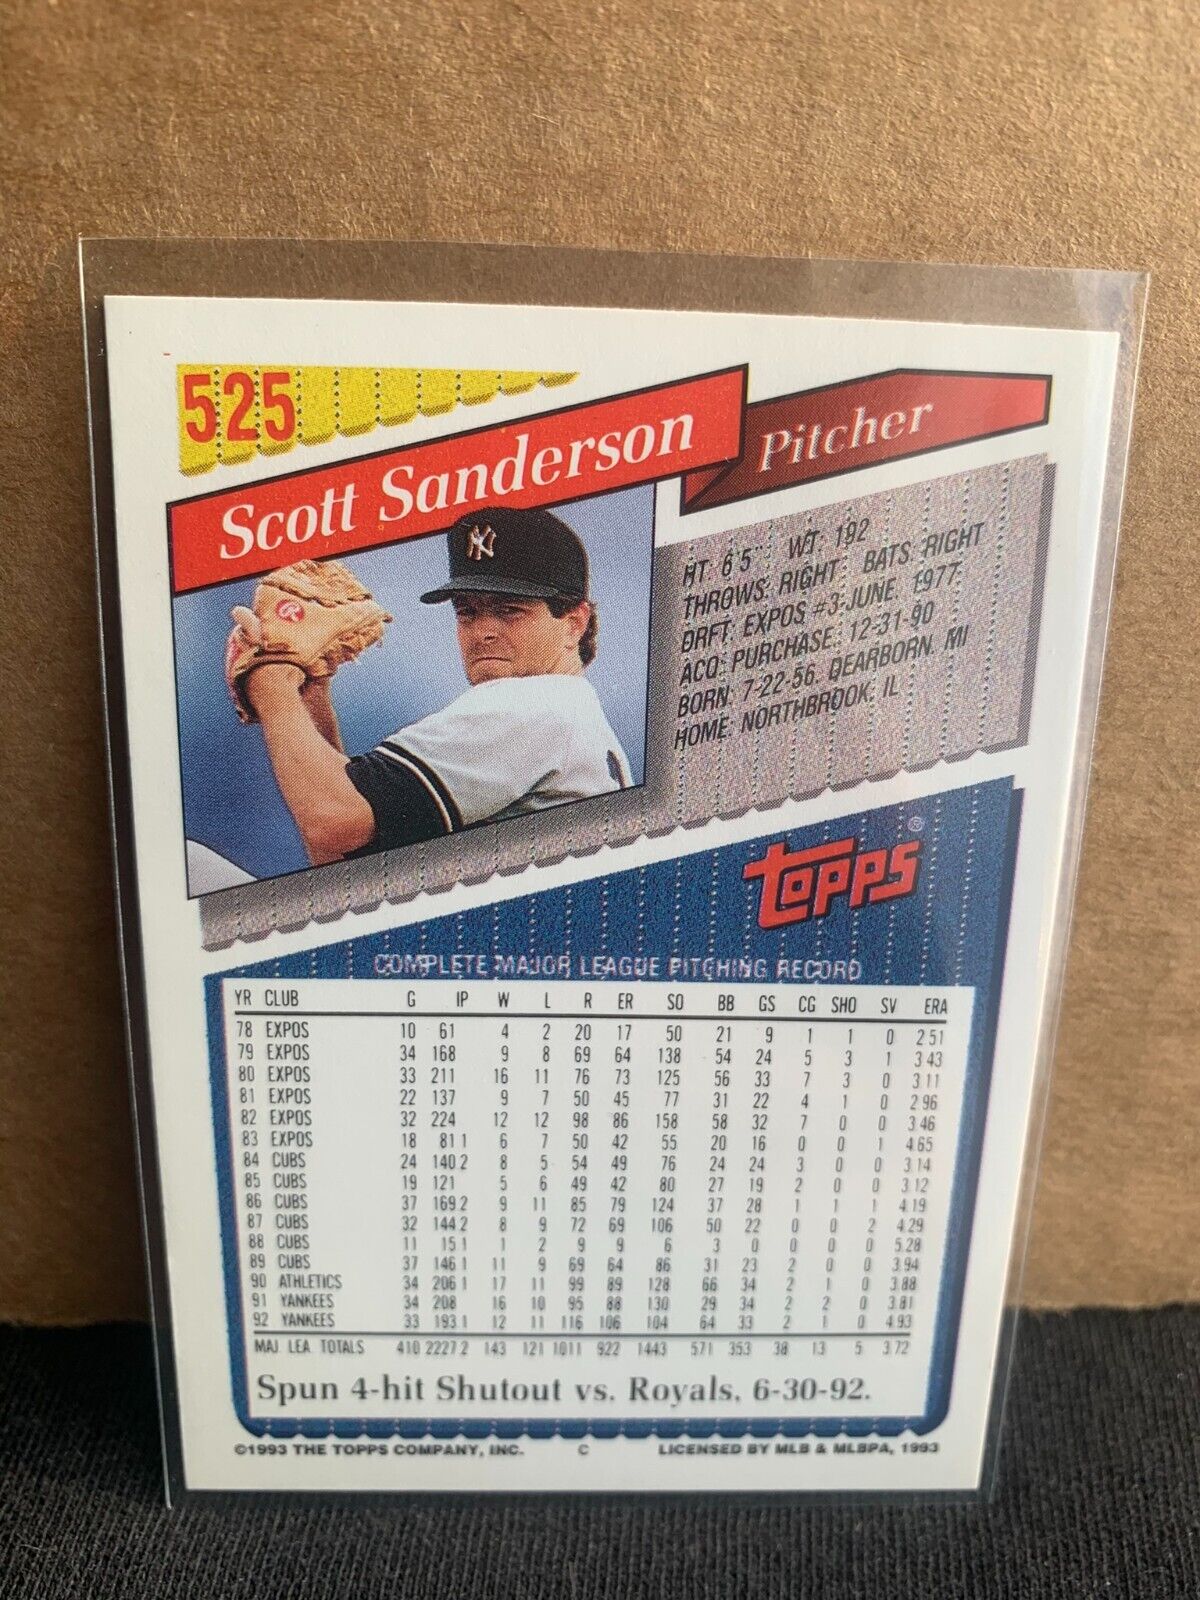 525
Scott Sanderson
Pitcher
NY
R
HT: 6'5" WT: 192
THROWS: RIGHT BATS: RIGHT
DRFT: EXPOS #3-JUNE, 1977
ACQ: PURCHASE: 12-31-90
BORN: 7-22-56, DEARBORN, MI
HOME: NORTHBROOK, IL
topps ®
COMPLETE MAJOR LEAGUE PITCHING RECORD
YR CLUB G IP W L R ER SO BB GS CG SHO SV ERA
78 EXPOS 10 61 4 2 20 17 50 21 9 1 1 0 2.51
79 EXPOS 34 168 9 8 69 64 138 54 24 5 3 1 3.43
80 EXPOS 33 211 16 11 76 73 125 56 33 7 3 0 3.11
81 EXPOS 22 137 9 7 50 45 77 31 22 4 1 0 2.96
82 EXPOS 32 224 12 12 98 86 158 58 32 7 0 0 3.46
83 EXPOS 18 81.1 6 7 50 42 55 20 16 0 0 1 4.65
84 CUBS 24 140.2 8 5 54 49 76 24 24 3 0 0 3.14
85 CUBS 19 121 5 6 49 42 80 27 19 2 0 0 3.12
86 CUBS 37 169.2 9 11 85 79 124 37 28 1 1 1 4.19
87 CUBS 32 144.2 8 9 72 69 106 50 22 0 0 2 4.29
88 CUBS 11 15.1 1 2 9 9 6 3 0 0 0 0 5.28
89 CUBS 37 146.1 11 9 69 64 86 31 23 2 0 0 3.94
90 ATHLETICS 34 206.1 17 11 99 89 128 66 34 2 1 0 3.88
91 YANKEES 34 208 16 10 95 88 130 29 34 2 2 0 3.81
92 YANKEES 33 193.1 12 11 116 106 104 64 33 2 1 0 4.93
MAJ. LEA. TOTALS 410 2227.2 143 121 1011 922 1443 571 353 38 13 5 3.72
Spun 4-hit Shutout vs. Royals, 6-30-92.
©1993 THE TOPPS COMPANY, INC. C LICENSED BY MLB & MLBPA, 1993